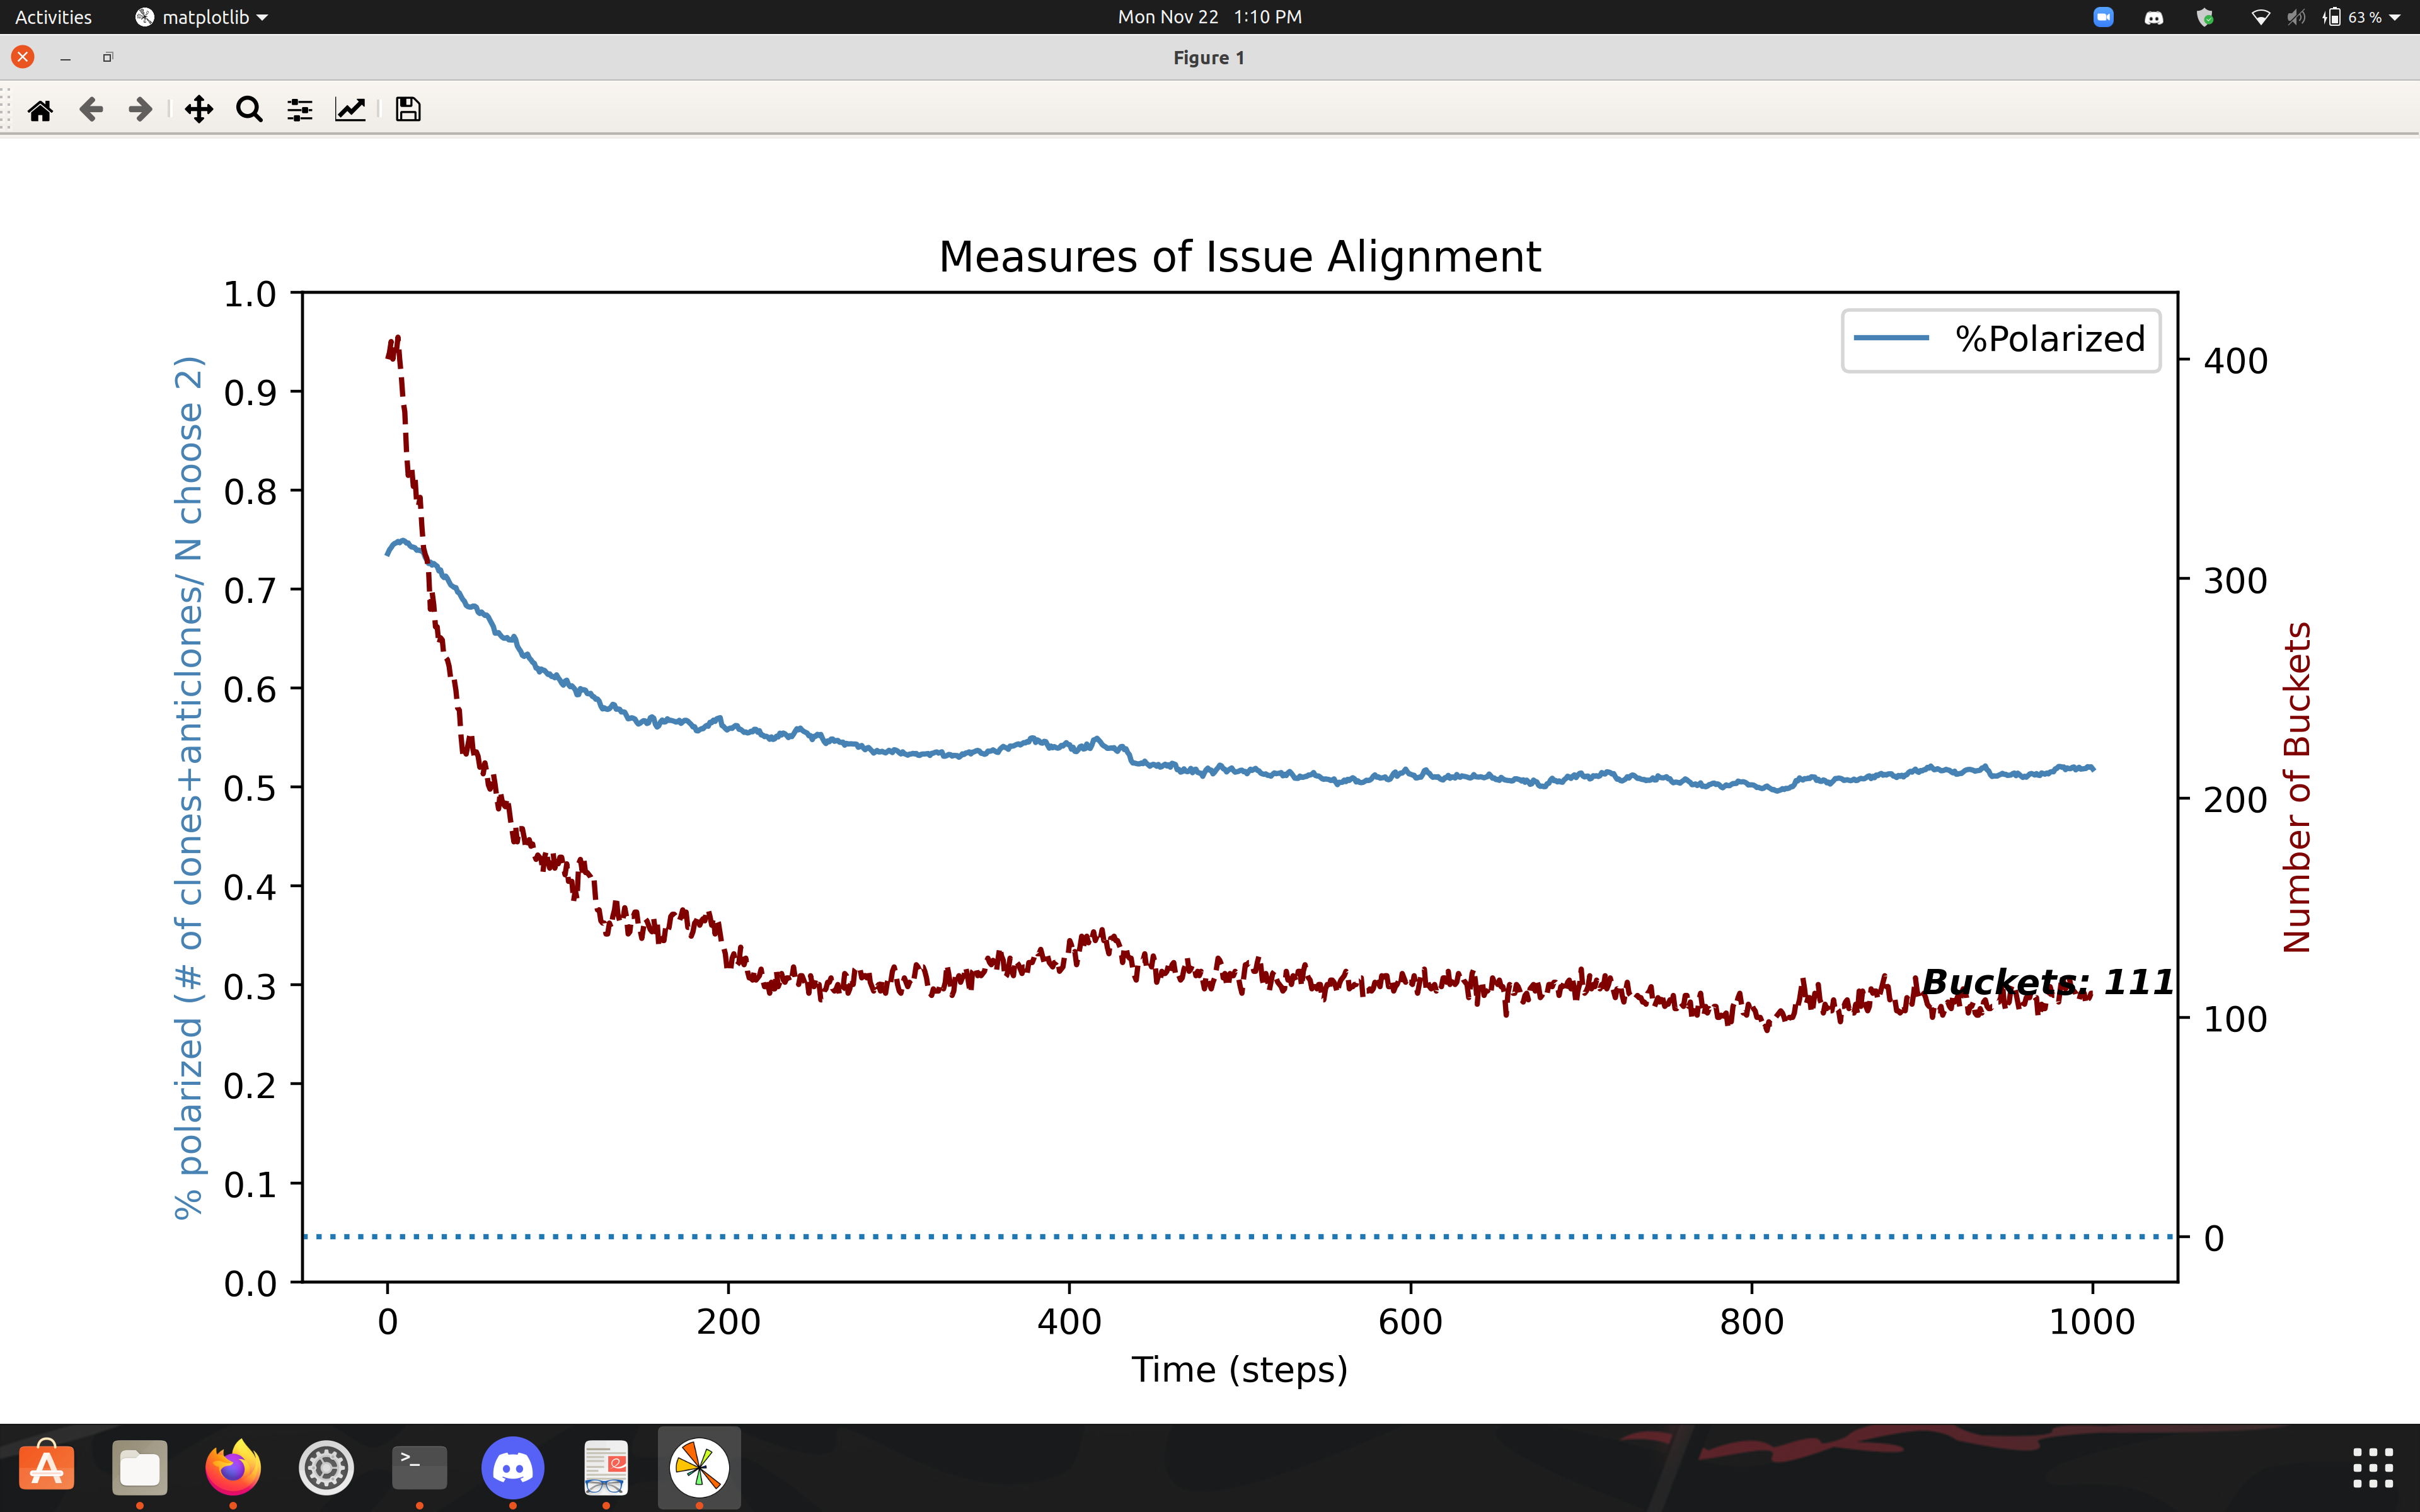 Activities
matplotlib
Mon Nov 22 1:10 PM
63 %
Figure 1
Measures of Issue Alignment
%Polarized
% polarized (# of clones+anticlones/ N choose 2)
1.0
0.9
0.8
0.7
0.6
0.5
0.4
0.3
0.2
0.1
0.0
400
300
200
100
0
Number of Buckets
Buckets: 111
0 200 400 600 800 1000
Time (steps)